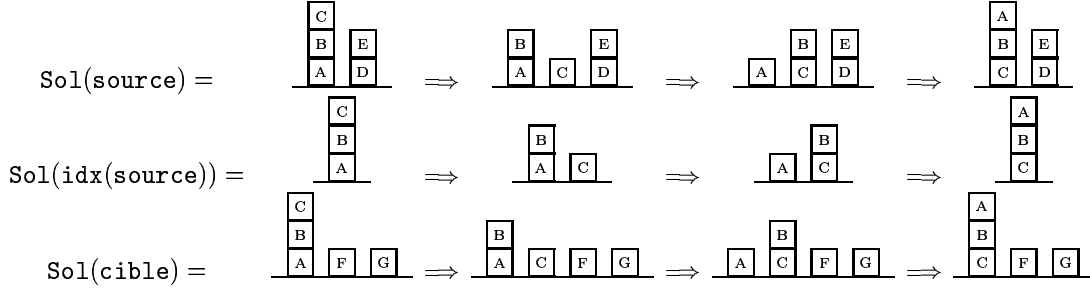 C A
B E B E B E B E
Sol(source) = A D ⟹ A C D ⟹ A C D ⟹ C D
C A
B B B B
Sol(idx(source)) = A ⟹ A C ⟹ A C ⟹ C
C A
B B B B
Sol(cible) = A F G ⟹ A C F G ⟹ A C F G ⟹ C F G